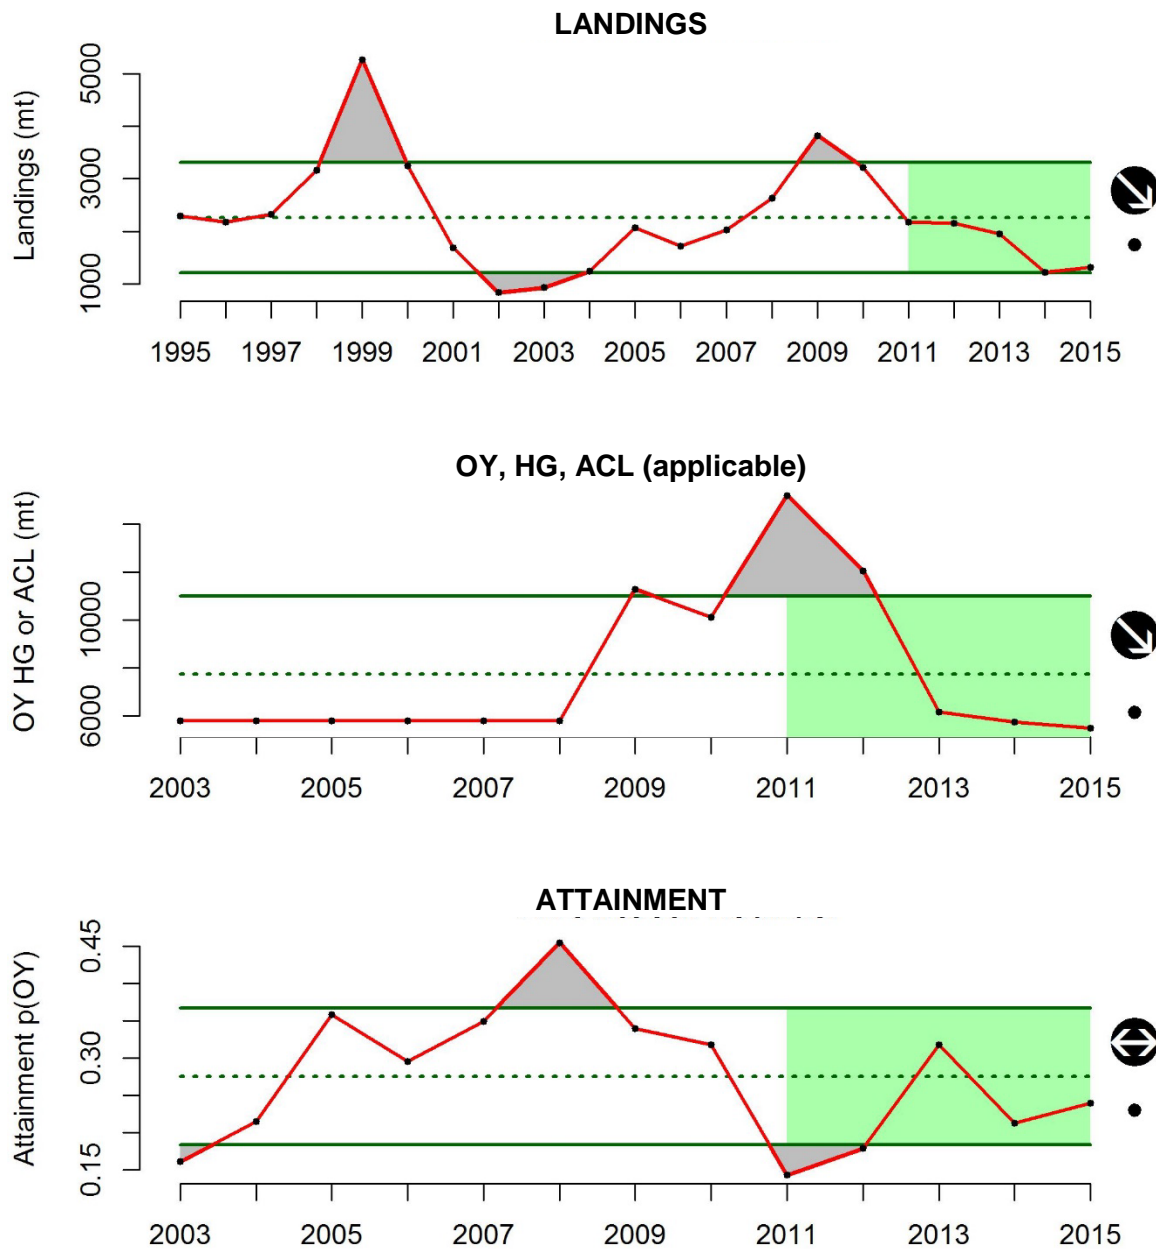 LANDINGS
Landings (mt)
5000
3000
1000
1995 1997 1999 2001 2003 2005 2007 2009 2011 2013 2015
OY, HG, ACL (applicable)
OY HG or ACL (mt)
10000
6000
2003 2005 2007 2009 2011 2013 2015
ATTAINMENT
Attainment p(OY)
0.45
0.30
0.15
2003 2005 2007 2009 2011 2013 2015